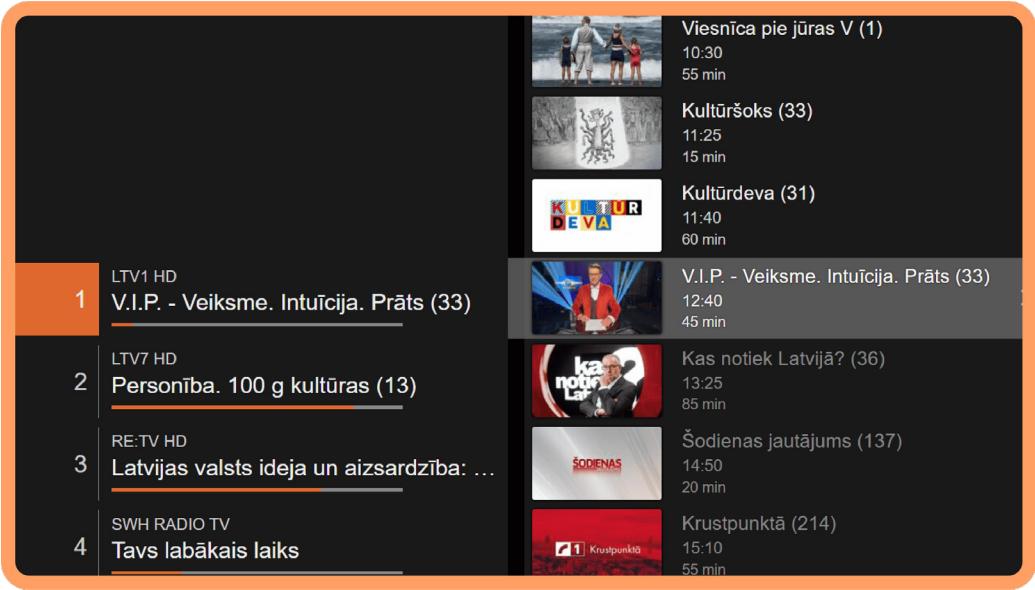 1
LTV1 HD
V.I.P. - Veiksme. Intuīcija. Prāts (33)
2
LTV7 HD
Personība. 100 g kultūras (13)
3
RE:TV HD
Latvijas valsts ideja un aizsardzība: …
4
SWH RADIO TV
Tavs labākais laiks
Viesnīca pie jūras V (1)
10:30
55 min
Kultūršoks (33)
11:25
15 min
KULTŪR
DEVA
Kultūrdeva (31)
11:40
60 min
V.I.P. - Veiksme. Intuīcija. Prāts (33)
12:40
45 min
kas
notiek
Latvijā?
Kas notiek Latvijā? (36)
13:25
85 min
ŠODIENAS
Šodienas jautājums (137)
14:50
20 min
1 Krustpunktā
Krustpunktā (214)
15:10
55 min